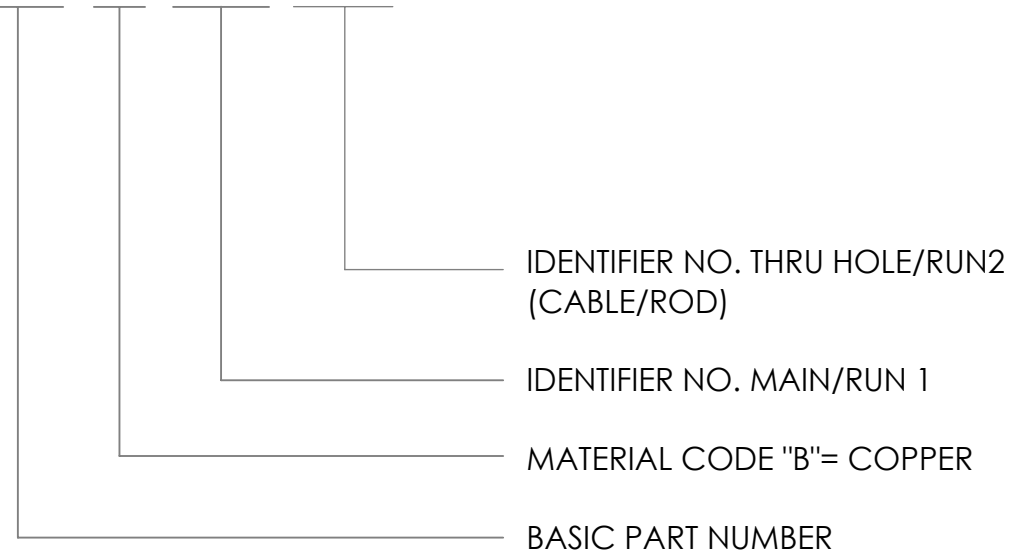 IDENTIFIER NO. THRU HOLE/RUN2
(CABLE/ROD)
IDENTIFIER NO. MAIN/RUN 1
MATERIAL CODE "B"= COPPER
BASIC PART NUMBER